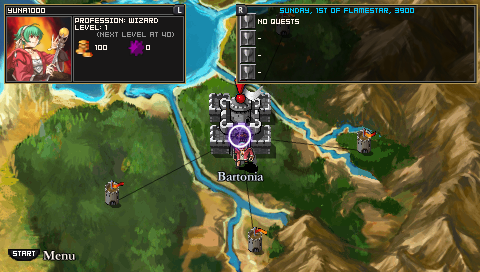 YUNA1000
L
PROFESSION: WIZARD
LEVEL: 1
(NEXT LEVEL AT 40)
100
0
R
SUNDAY, 1ST OF FLAMESTAR, 3900
NO QUESTS
-
-
-
Bartonia
START Menu